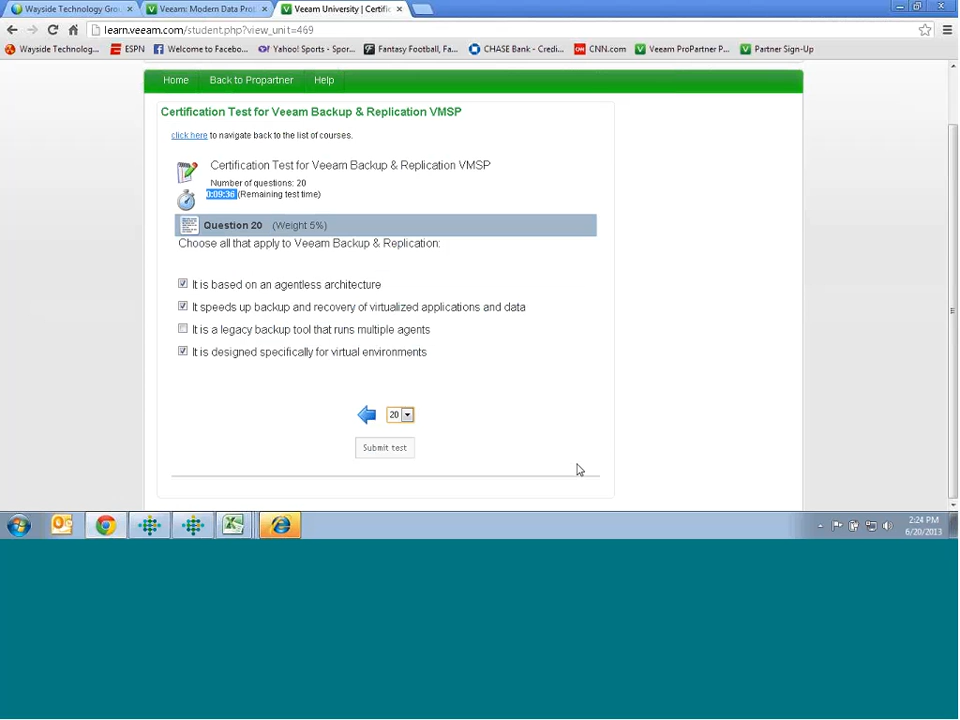 Wayside Technology Grou
Veeam: Modern Data Prot
Veeam University | Certific
learn.veeam.com/student.php?view_unit=469
Wayside Technolog... ESPN Welcome to Facebo... Yahoo! Sports - Spor... Fantasy Football, Fa... CHASE Bank - Credi... CNN.com Veeam ProPartner P... Partner Sign-Up
Home Back to Propartner Help
Certification Test for Veeam Backup & Replication VMSP
click here to navigate back to the list of courses.
Certification Test for Veeam Backup & Replication VMSP
Number of questions: 20
0:09:36 (Remaining test time)
Question 20 (Weight 5%)
Choose all that apply to Veeam Backup & Replication:
It is based on an agentless architecture
It speeds up backup and recovery of virtualized applications and data
It is a legacy backup tool that runs multiple agents
It is designed specifically for virtual environments
20
Submit test
2:24 PM
6/20/2013